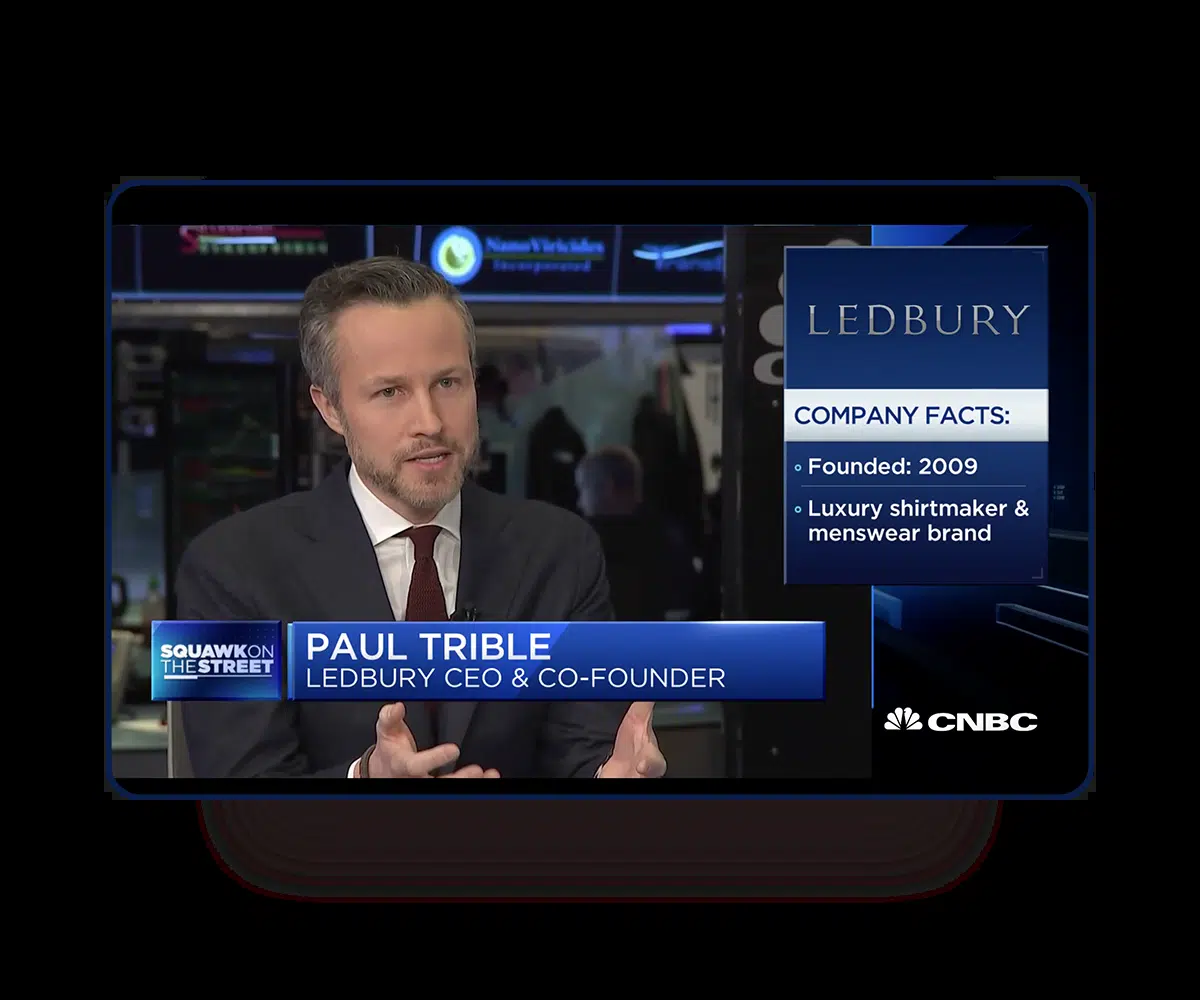 NanoViricides
Incorporated
LEDBURY
COMPANY FACTS:
Founded: 2009
Luxury shirtmaker &
menswear brand
SQUAWK ON
THE STREET
PAUL TRIBLE
LEDBURY CEO & CO-FOUNDER
CNBC